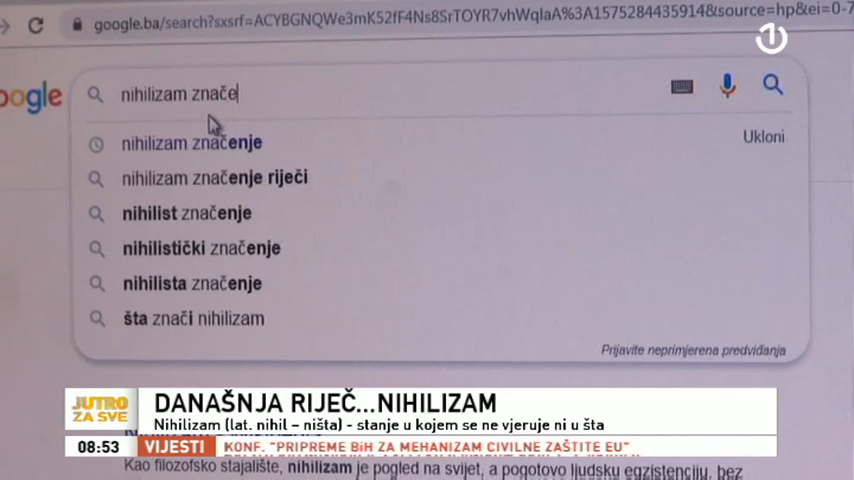 google.ba/search?sxsrf=ACYBGNQWe3mK52fF4Ns8SrTOYR7vhWqlaA%3A1575284435914&source=hp&ei=0-7
1
oogle
nihilizam znače
nihilizam značenje
Ukloni
nihilizam značenje riječi
nihilist značenje
nihilistički značenje
nihilista značenje
šta znači nihilizam
Prijavite neprimjerena predviđanja
JUTRO
ZA SVE
DANAŠNJA RIJEČ...NIHILIZAM
Nihilizam (lat. nihil – ništa) - stanje u kojem se ne vjeruje ni u šta
08:53
VIJESTI
KONF. "PRIPREME BiH ZA MEHANIZAM CIVILNE ZAŠTITE EU"
Kao filozofsko stajalište, nihilizam je pogled na svijet, a pogotovo ljudsku egzistenciju, bez